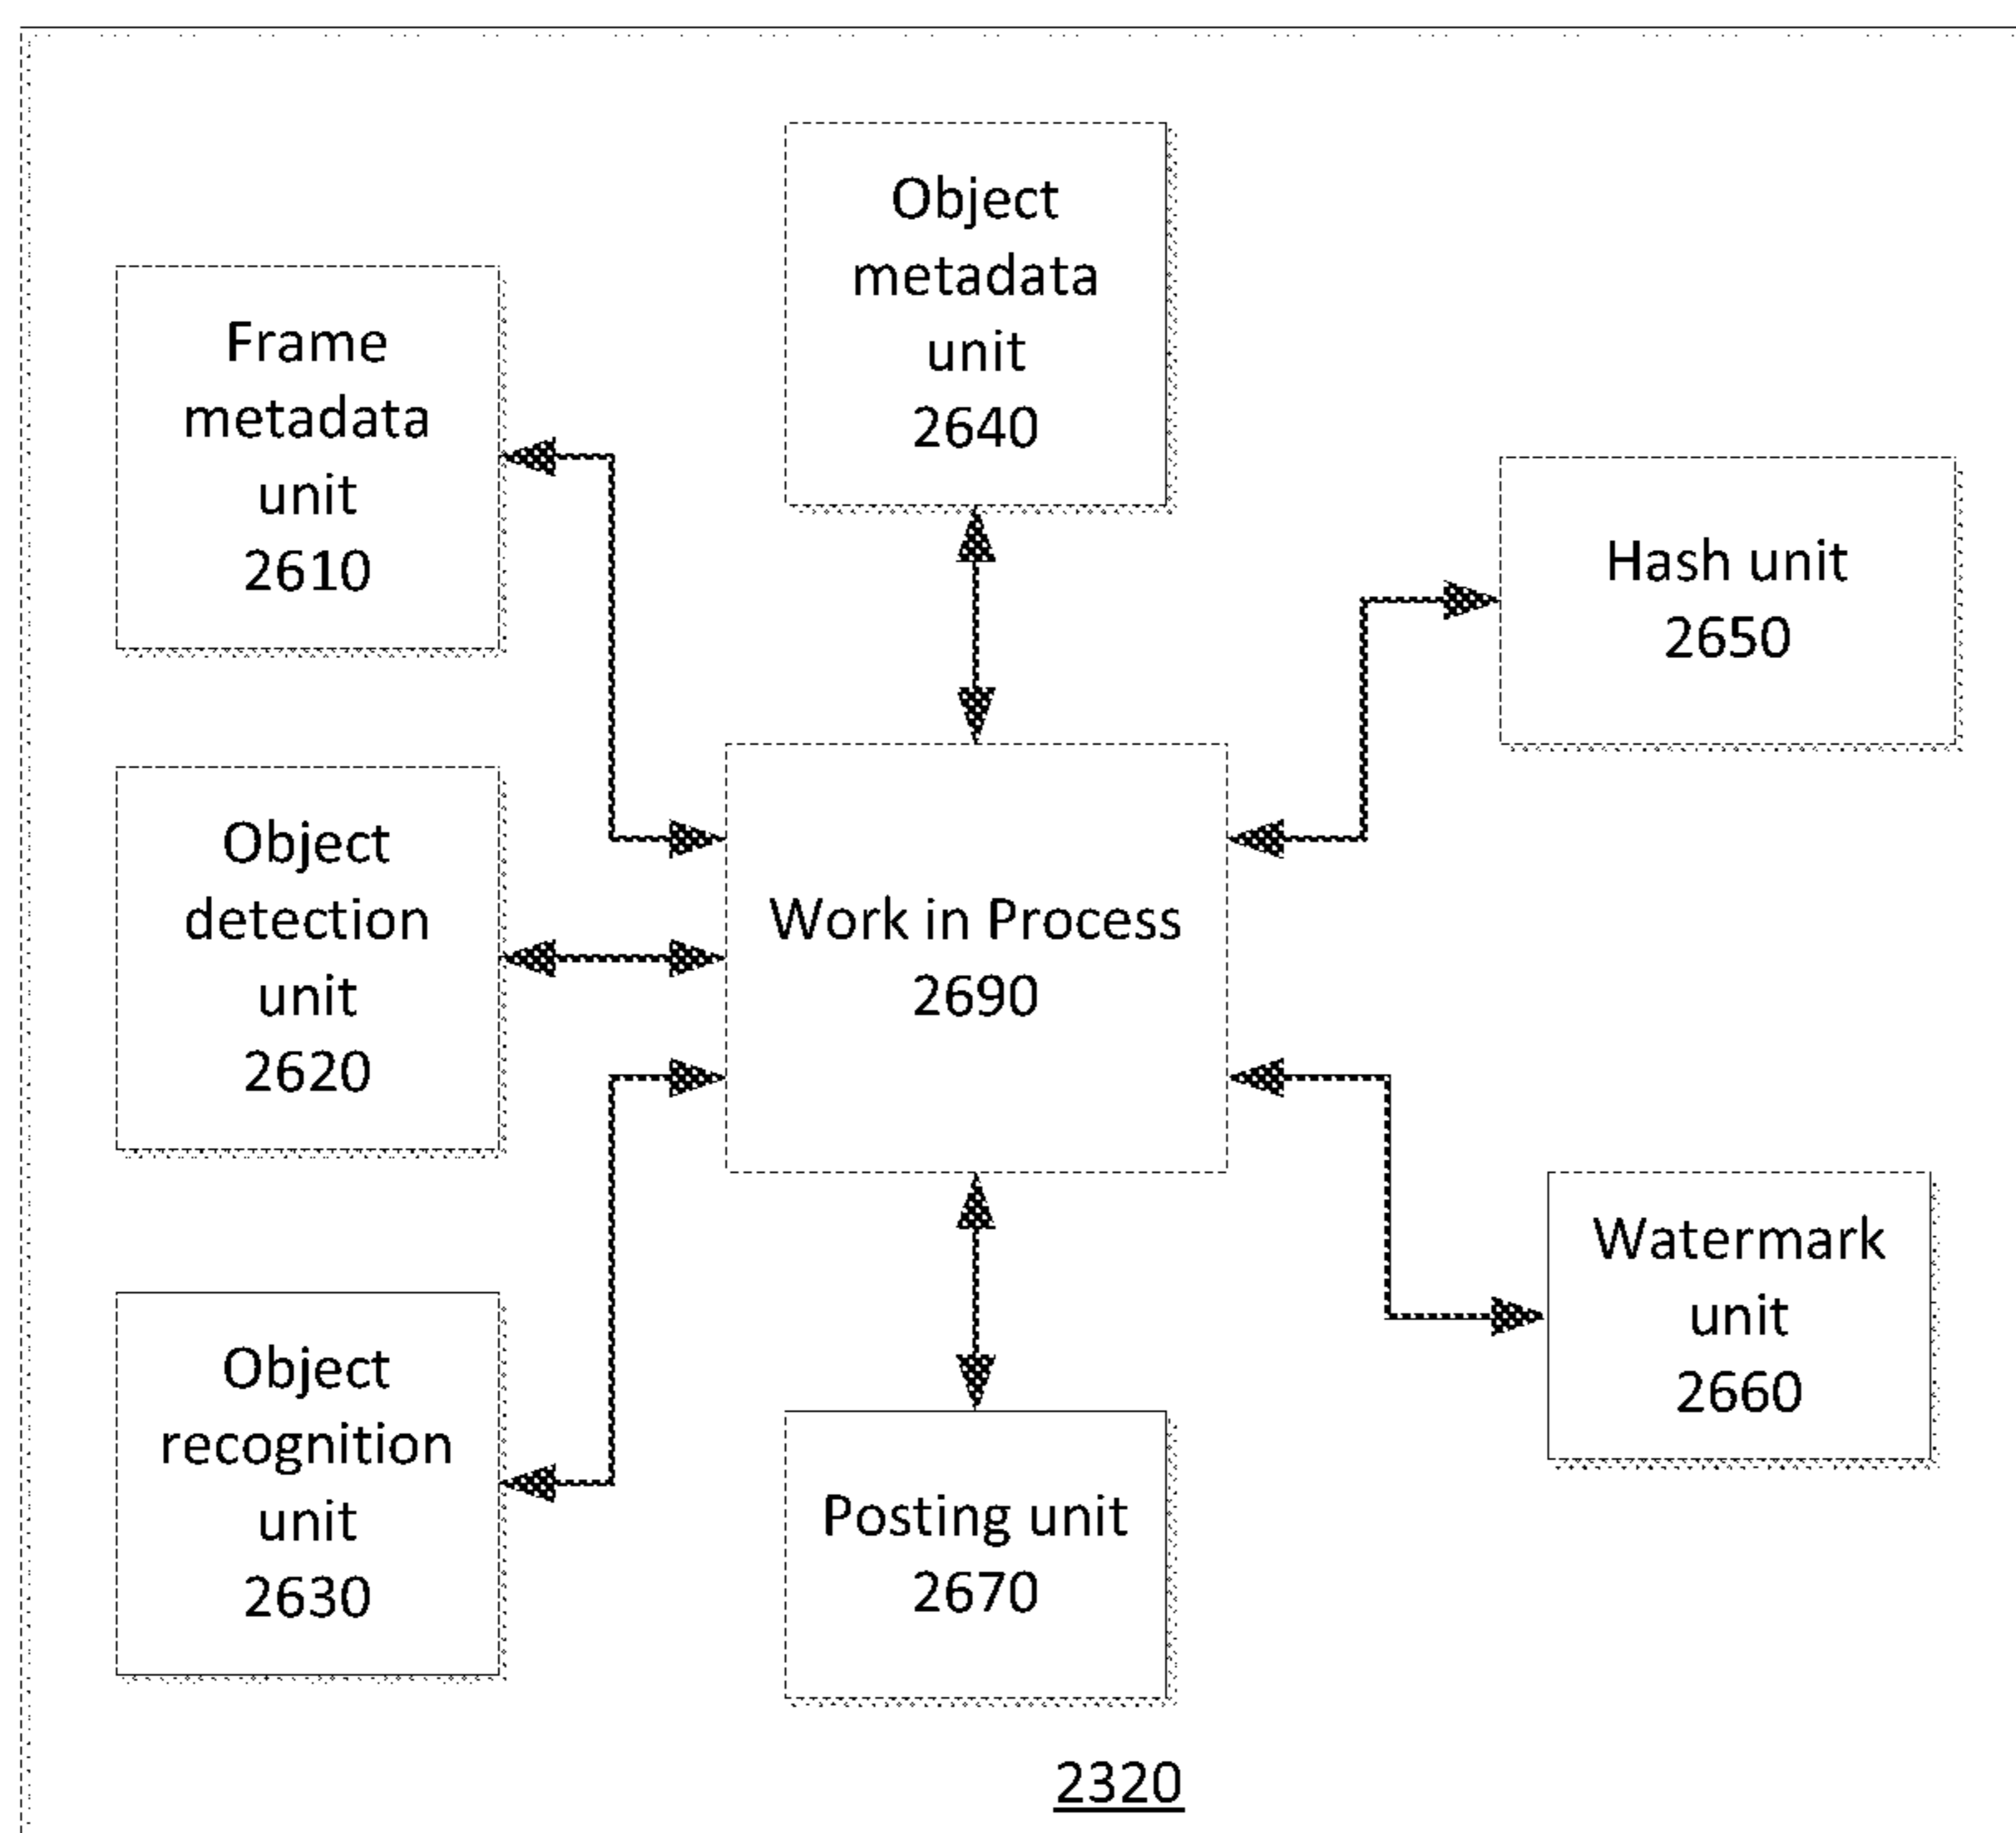 Object
metadata
unit
2640
Frame
metadata
unit
2610
Hash unit
2650
Object
detection
unit
2620
Work in Process
2690
Watermark
unit
2660
Object
recognition
unit
2630
Posting unit
2670
2320